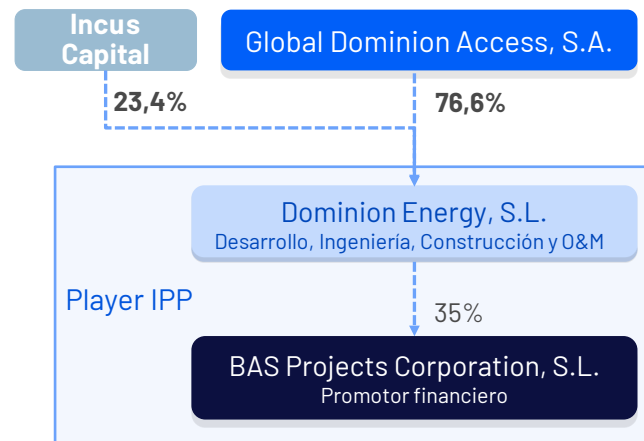 Incus
Capital
Global Dominion Access, S.A.
23,4%
76,6%
Dominion Energy, S.L.
Desarrollo, Ingeniería, Construcción y O&M
Player IPP
35%
BAS Projects Corporation, S.L.
Promotor financiero